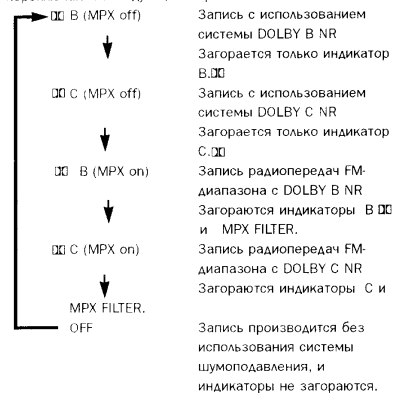 B (MPX off) Запись с использованием
системы DOLBY B NR
Загорается только индикатор
B.
C (MPX off) Запись с использованием
системы DOLBY C NR
Загорается только индикатор
C.
B (MPX on) Запись радиопередач FM-
диапазона с DOLBY B NR
Загораются индикаторы B
и MPX FILTER.
C (MPX on) Запись радиопередач FM-
диапазона с DOLBY C NR
Загораются индикаторы C и
MPX FILTER.
OFF Запись производится без
использования системы
шумоподавления, и
индикаторы не загораются.